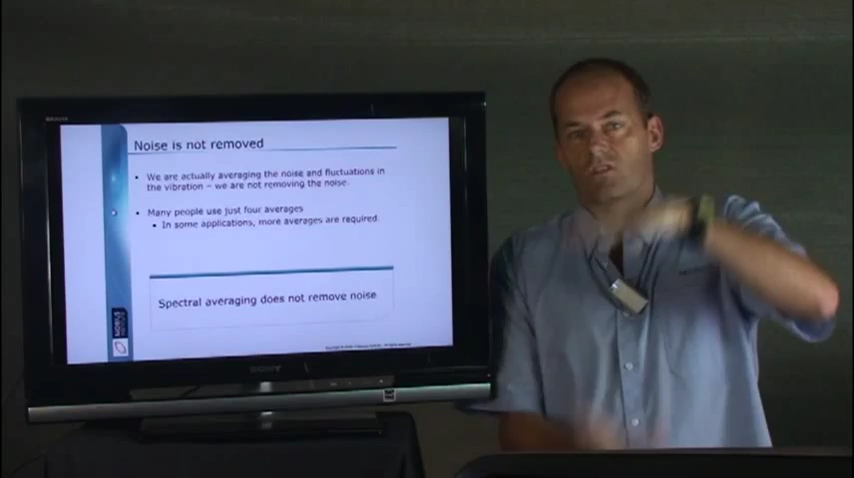 Noise is not removed
• We are actually averaging the noise and fluctuations in
the vibration – we are not removing the noise.
• Many people use just four averages
• In some applications, more averages are required.
Spectral averaging does not remove noise
SONY